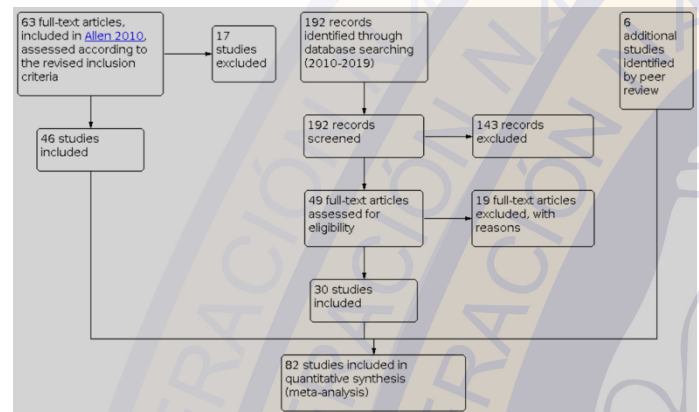 63 full-text articles,
included in Allen 2010,
assessed according to
the revised inclusion
criteria
17
studies
excluded
46 studies
included
192 records
identified through
database searching
(2010-2019)
192 records
screened
143 records
excluded
49 full-text articles
assessed for
eligibility
19 full-text articles
excluded, with
reasons
30 studies
included
6
additional
studies
identified
by peer
review
82 studies included in
quantitative synthesis
(meta-analysis)